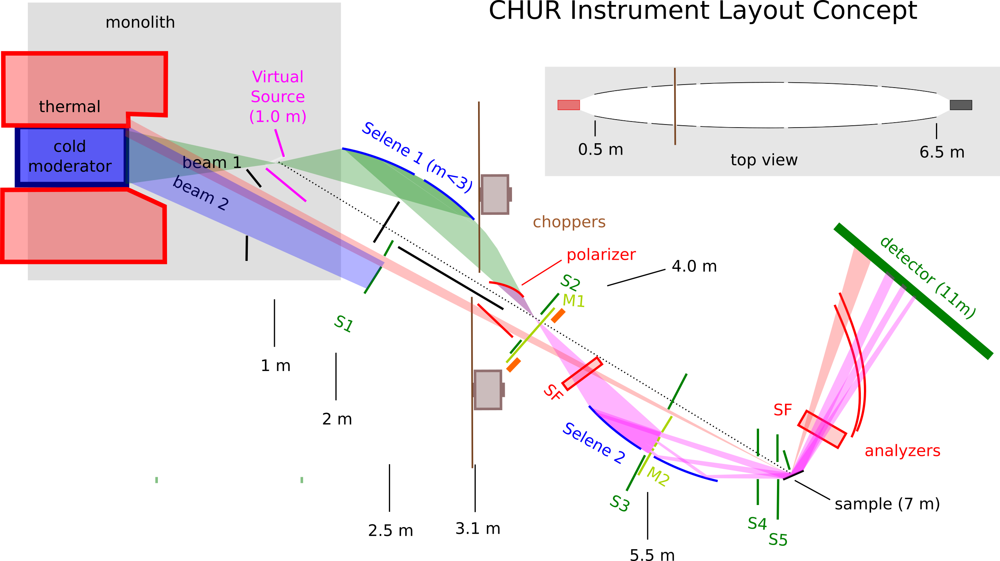 CHUR Instrument Layout Concept
monolith
thermal
cold
moderator
beam 1
beam 2
Virtual
Source
(1.0 m)
Selene 1 (m<3)
choppers
polarizer
4.0 m
S2
M1
S1
1 m
2 m
2.5 m
3.1 m
SF
Selene 2
M2
S3
5.5 m
0.5 m
6.5 m
top view
detector (11m)
SF
analyzers
sample (7 m)
S4
S5